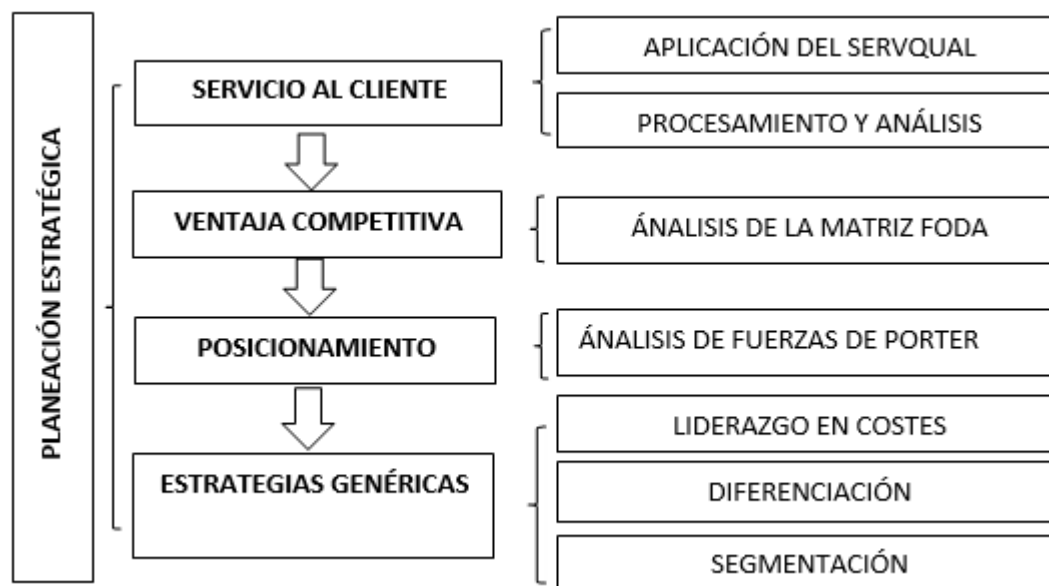 PLANEACIÓN ESTRATÉGICA
SERVICIO AL CLIENTE
APLICACIÓN DEL SERVQUAL
PROCESAMIENTO Y ANÁLISIS
VENTAJA COMPETITIVA
ÁNALISIS DE LA MATRIZ FODA
POSICIONAMIENTO
ÁNALISIS DE FUERZAS DE PORTER
ESTRATEGIAS GENÉRICAS
LIDERAZGO EN COSTES
DIFERENCIACIÓN
SEGMENTACIÓN